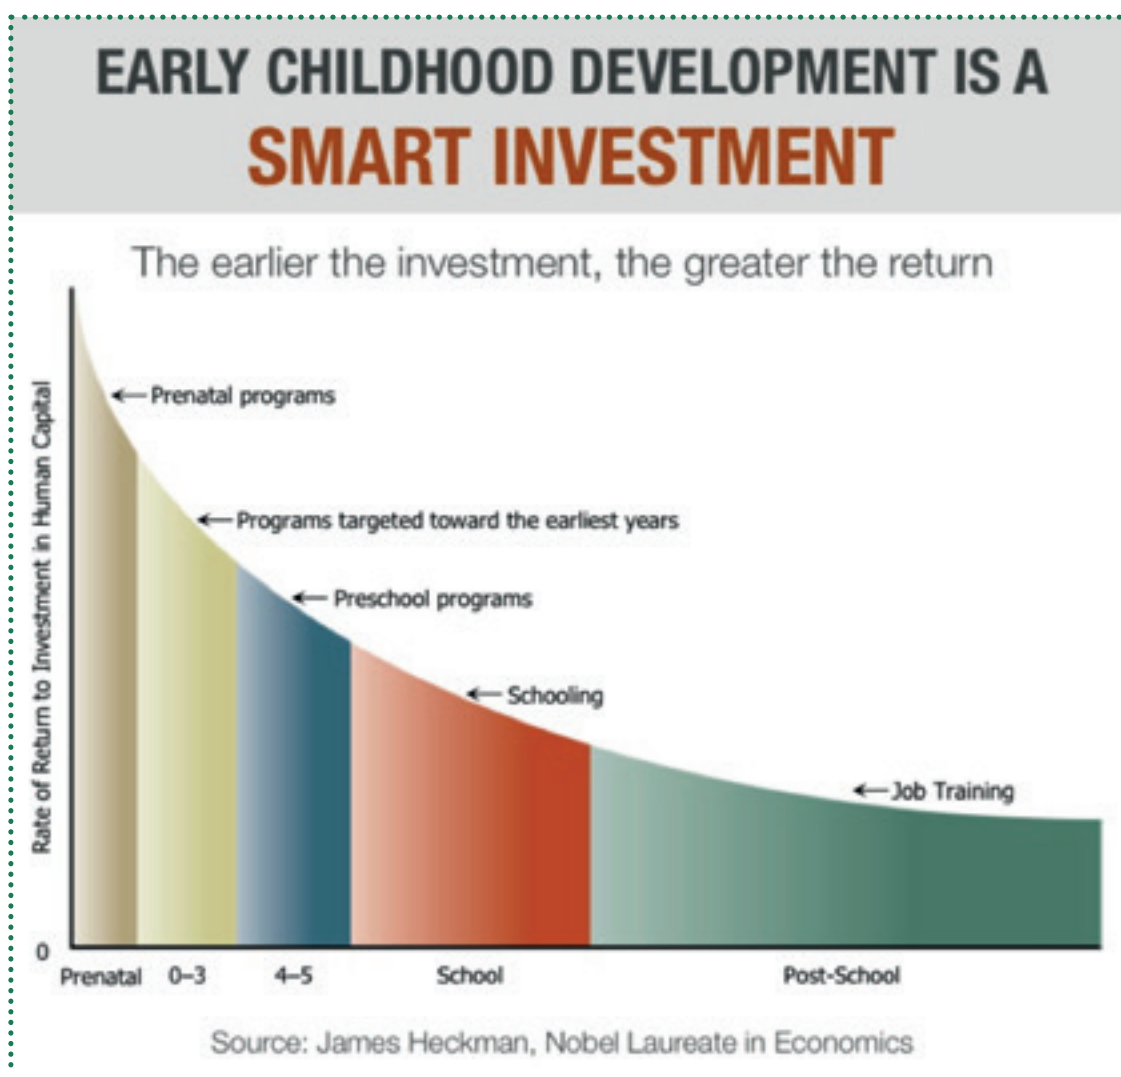 EARLY CHILDHOOD DEVELOPMENT IS A
SMART INVESTMENT
The earlier the investment, the greater the return
Rate of Return to Investment in Human Capital
Prenatal programs
Programs targeted toward the earliest years
Preschool programs
Schooling
Job Training
0
Prenatal
0–3
4–5
School
Post-School
Source: James Heckman, Nobel Laureate in Economics